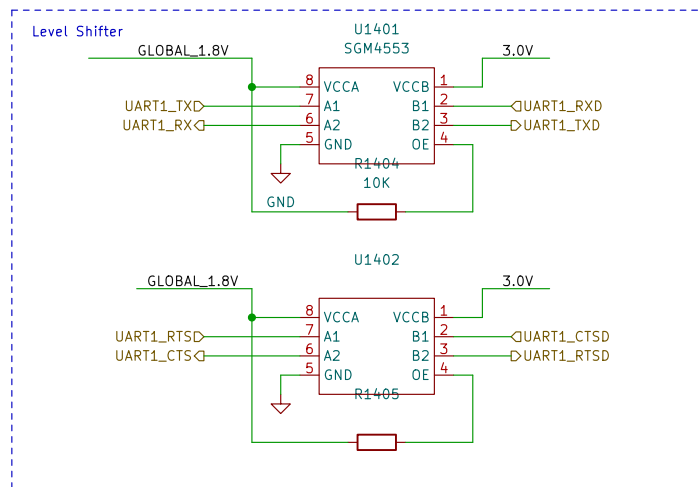 Level Shifter
U1401
SGM4553
GLOBAL_1.8V
3.0V
8 VCCA VCCB 1
UART1_TX 7 A1 B1 2 UART1_RXD
UART1_RX 6 A2 B2 3 UART1_TXD
5 GND OE 4
R1404
10K
GND
U1402
GLOBAL_1.8V
3.0V
8 VCCA VCCB 1
UART1_RTS 7 A1 B1 2 UART1_CTSD
UART1_CTS 6 A2 B2 3 UART1_RTSD
5 GND OE 4
R1405